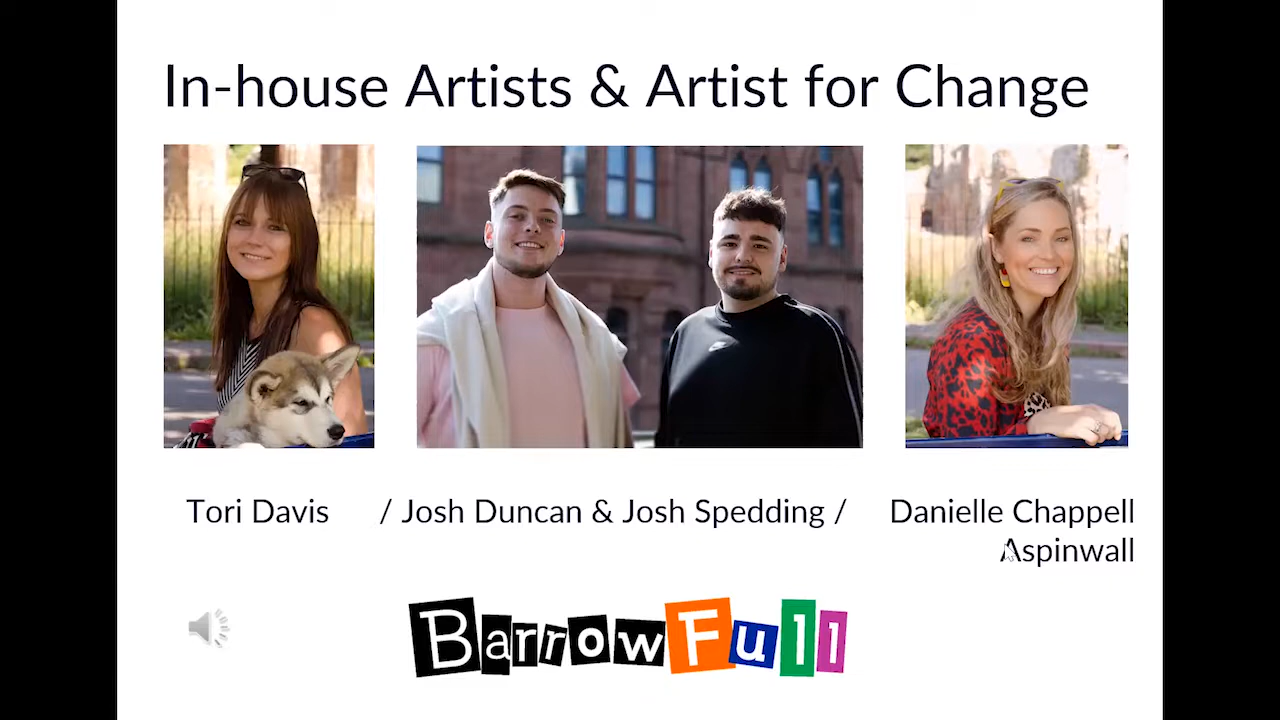 In-house Artists & Artist for Change
Tori Davis / Josh Duncan & Josh Spedding / Danielle Chappell
Aspinwall
BarrowFull